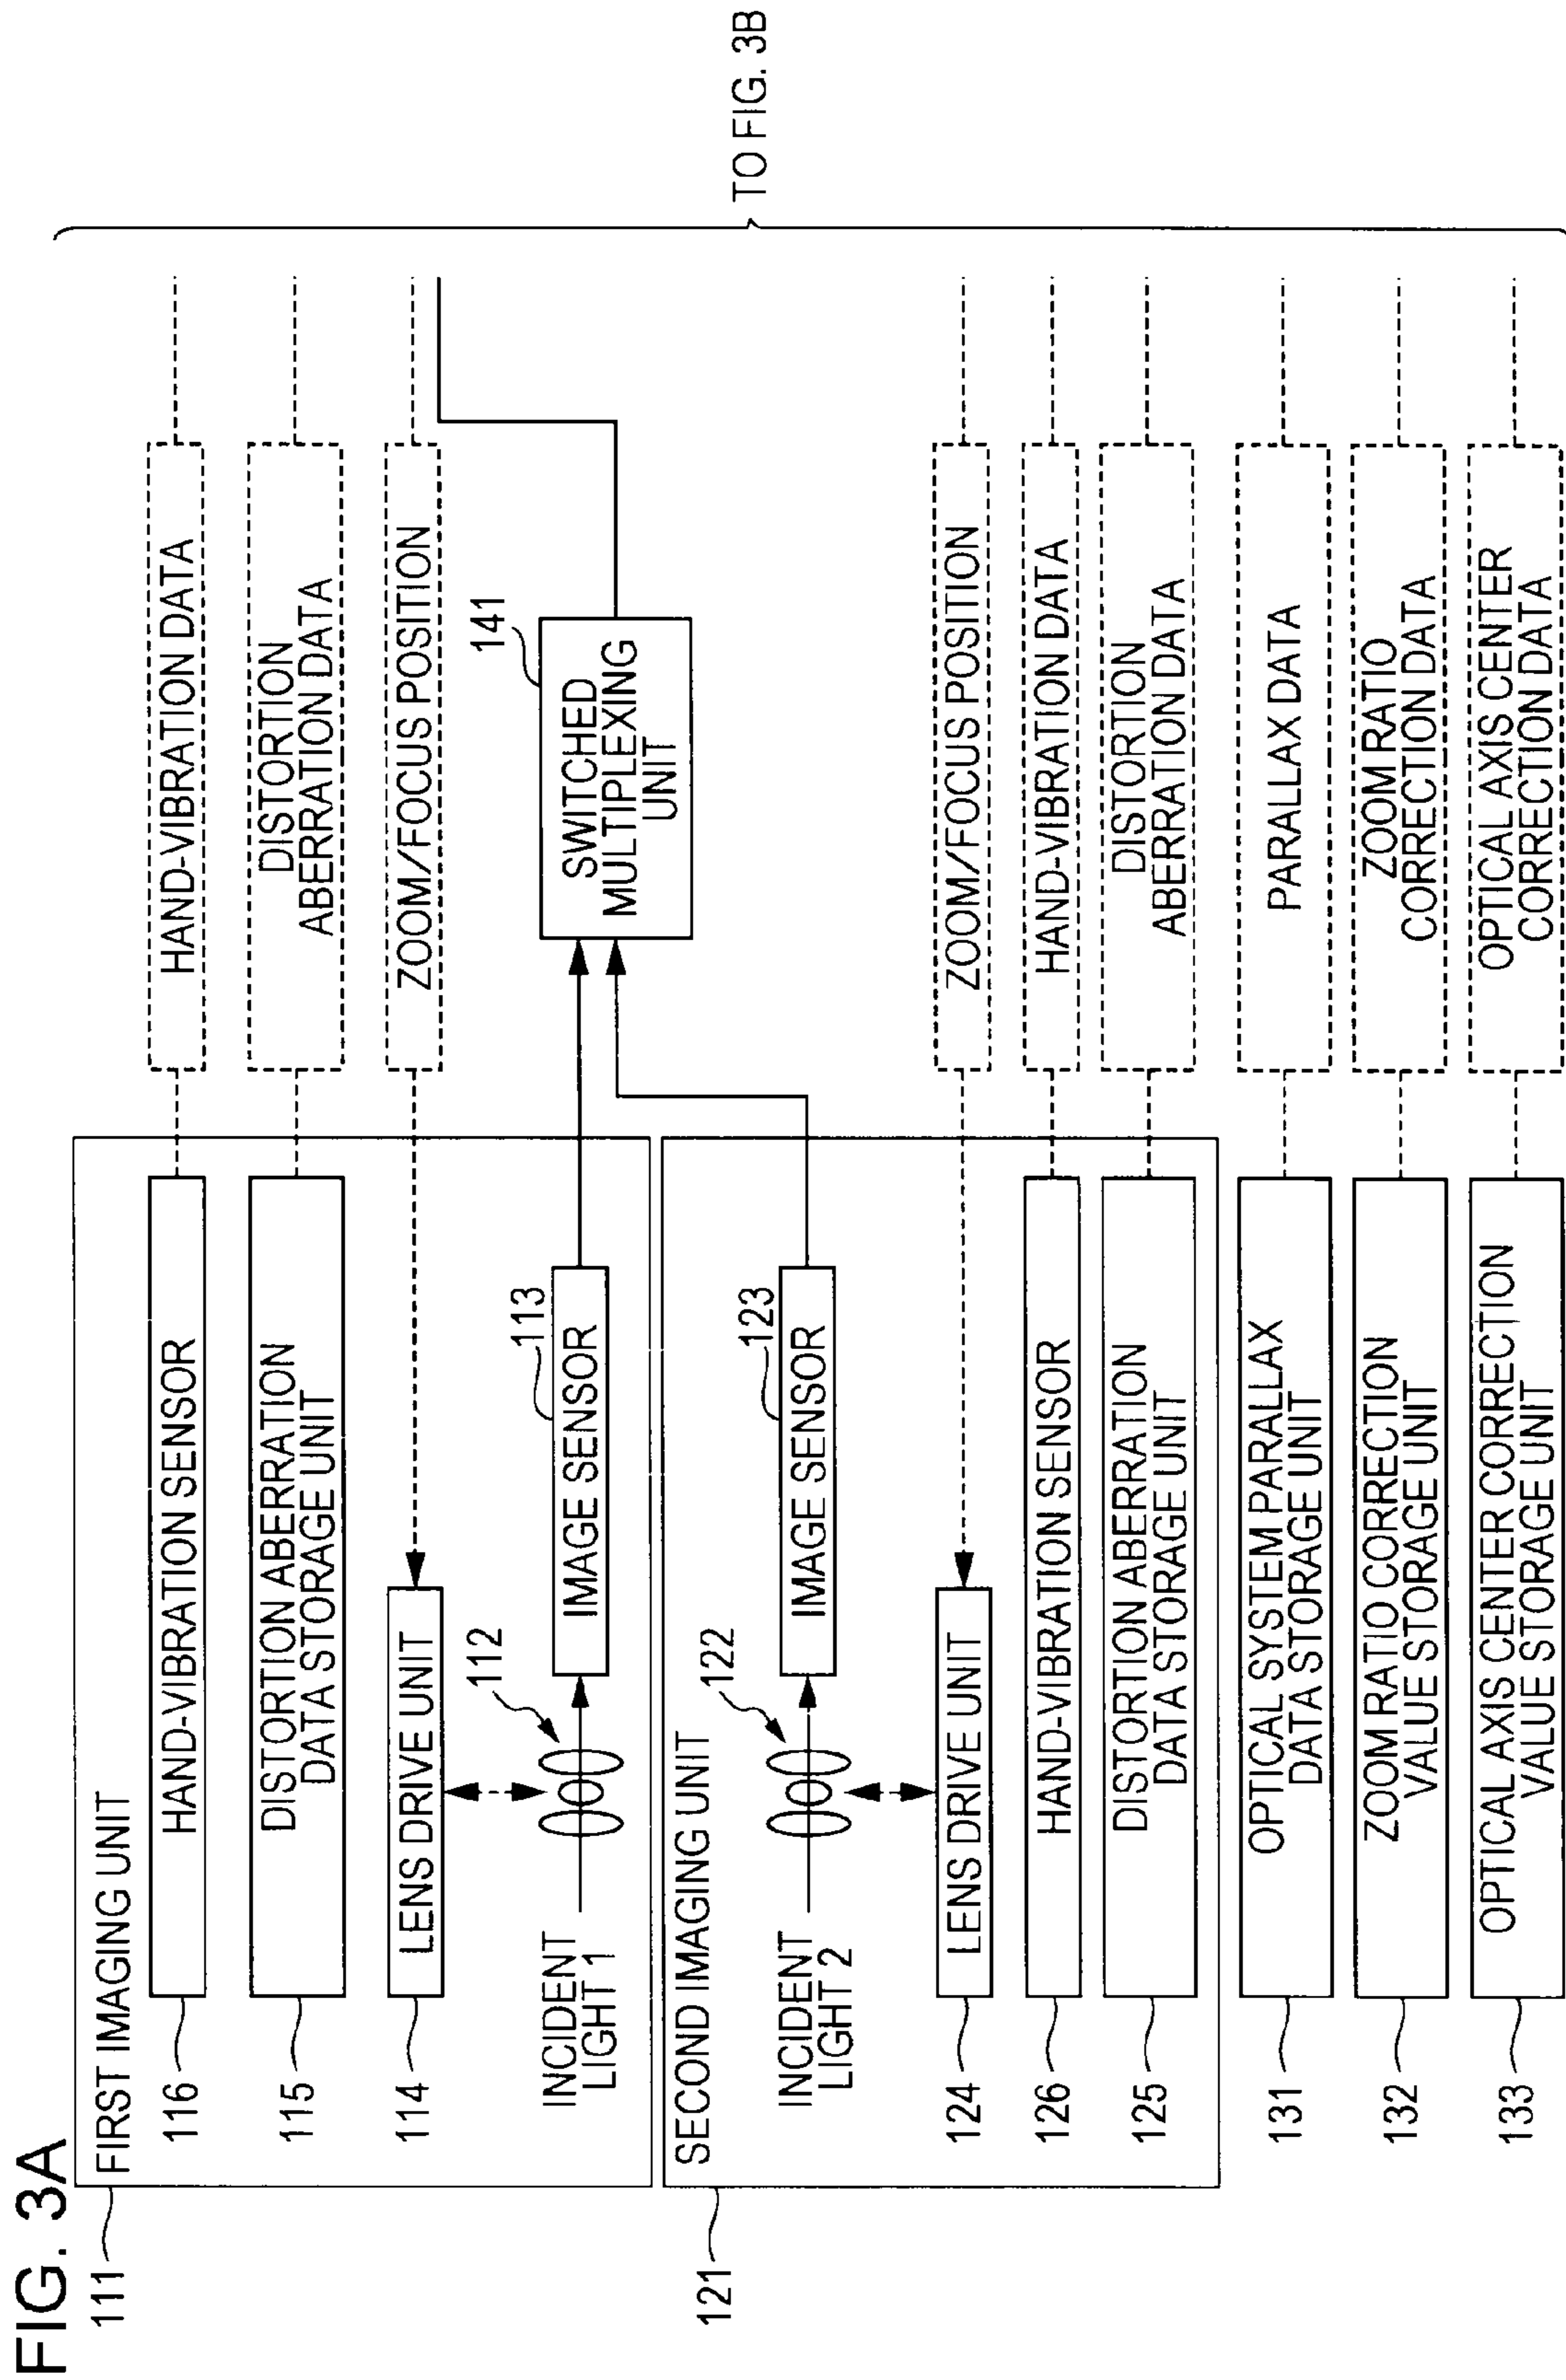 FIG. 3A
111
FIRST IMAGING UNIT
116
HAND-VIBRATION SENSOR
HAND-VIBRATION DATA
115
DISTORTION ABERRATION
DATA STORAGE UNIT
DISTORTION
ABERRATION DATA
114
LENS DRIVE UNIT
ZOOM/FOCUS POSITION
112
INCIDENT
LIGHT 1
113
IMAGE SENSOR
141
SWITCHED
MULTIPLEXING
UNIT
121
SECOND IMAGING UNIT
122
INCIDENT
LIGHT 2
123
IMAGE SENSOR
124
LENS DRIVE UNIT
ZOOM/FOCUS POSITION
126
HAND-VIBRATION SENSOR
HAND-VIBRATION DATA
125
DISTORTION ABERRATION
DATA STORAGE UNIT
DISTORTION
ABERRATION DATA
131
OPTICAL SYSTEM PARALLAX
DATA STORAGE UNIT
PARALLAX DATA
132
ZOOM RATIO CORRECTION
VALUE STORAGE UNIT
ZOOM RATIO
CORRECTION DATA
133
OPTICAL AXIS CENTER CORRECTION
VALUE STORAGE UNIT
OPTICAL AXIS CENTER
CORRECTION DATA
TO FIG. 3B